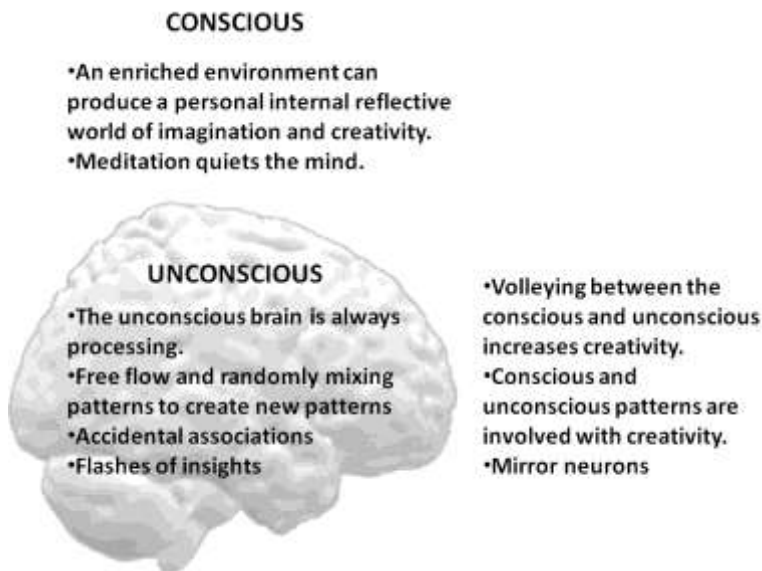 CONSCIOUS
•An enriched environment can
produce a personal internal reflective
world of imagination and creativity.
•Meditation quiets the mind.
UNCONSCIOUS
•The unconscious brain is always
processing.
•Free flow and randomly mixing
patterns to create new patterns
•Accidental associations
•Flashes of insights
•Volleying between the
conscious and unconscious
increases creativity.
•Conscious and
unconscious patterns are
involved with creativity.
•Mirror neurons